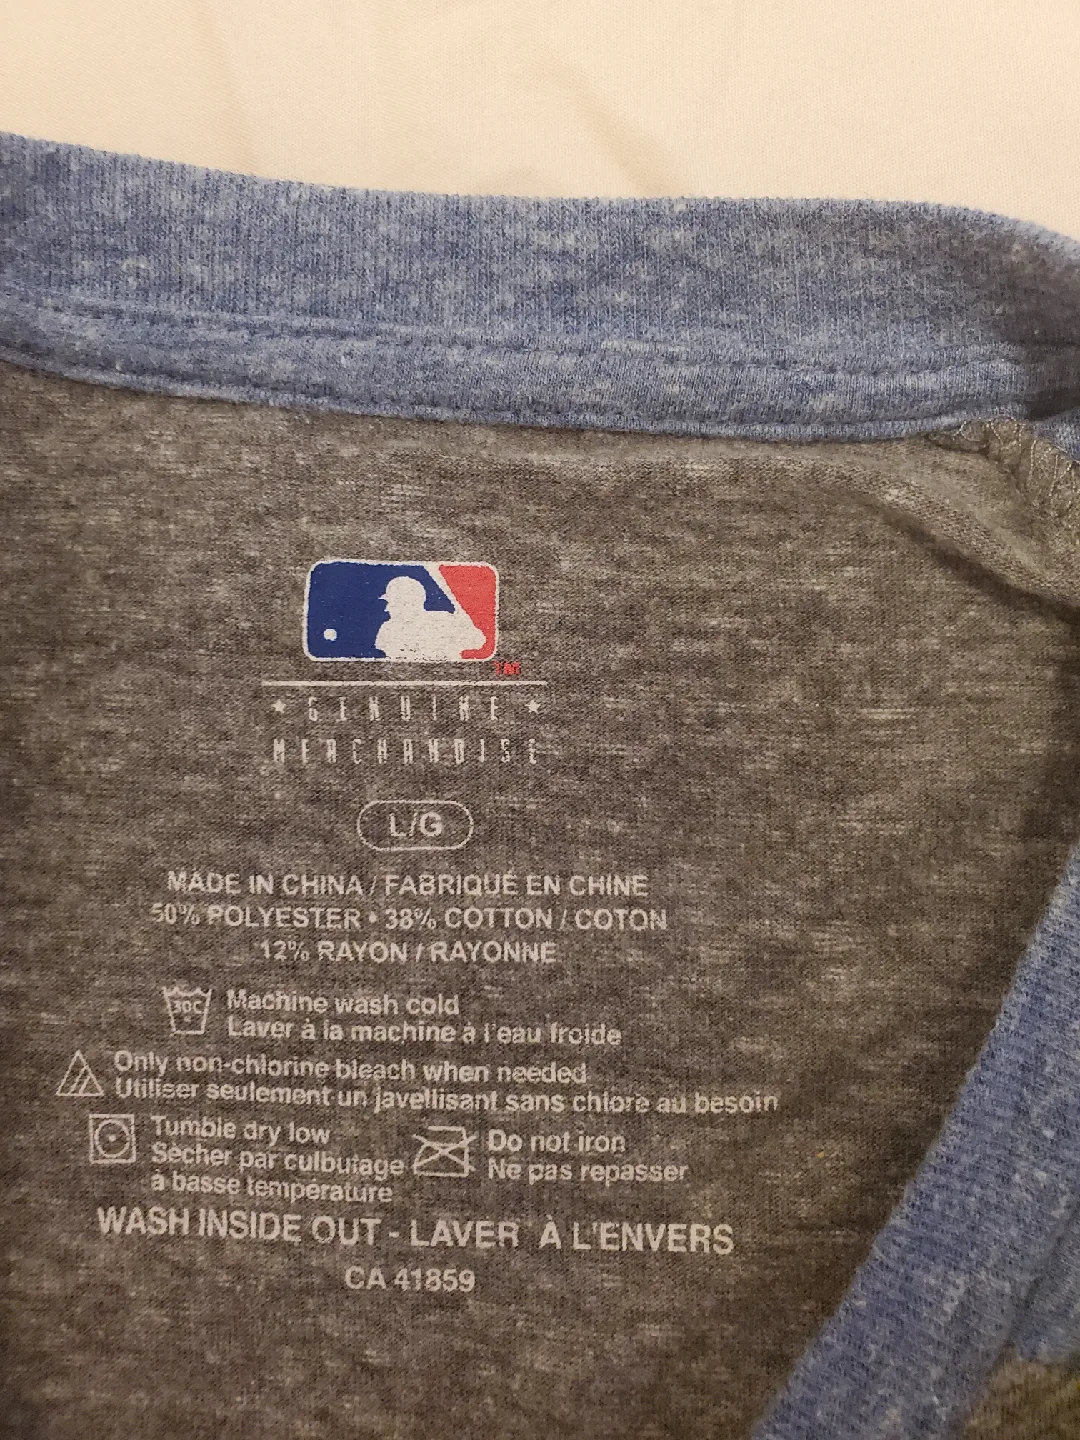 TM
★ GENUINE ★
MERCHANDISE
L/G
MADE IN CHINA / FABRIQUÉ EN CHINE
50% POLYESTER • 38% COTTON / COTON
12% RAYON / RAYONNE
30C
Machine wash cold
Laver à la machine à l'eau froide
Only non-chlorine bleach when needed
Utiliser seulement un javellisant sans chlore au besoin
Tumble dry low
Sécher par culbutage
à basse température
Do not iron
Ne pas repasser
WASH INSIDE OUT - LAVER À L'ENVERS
CA 41859